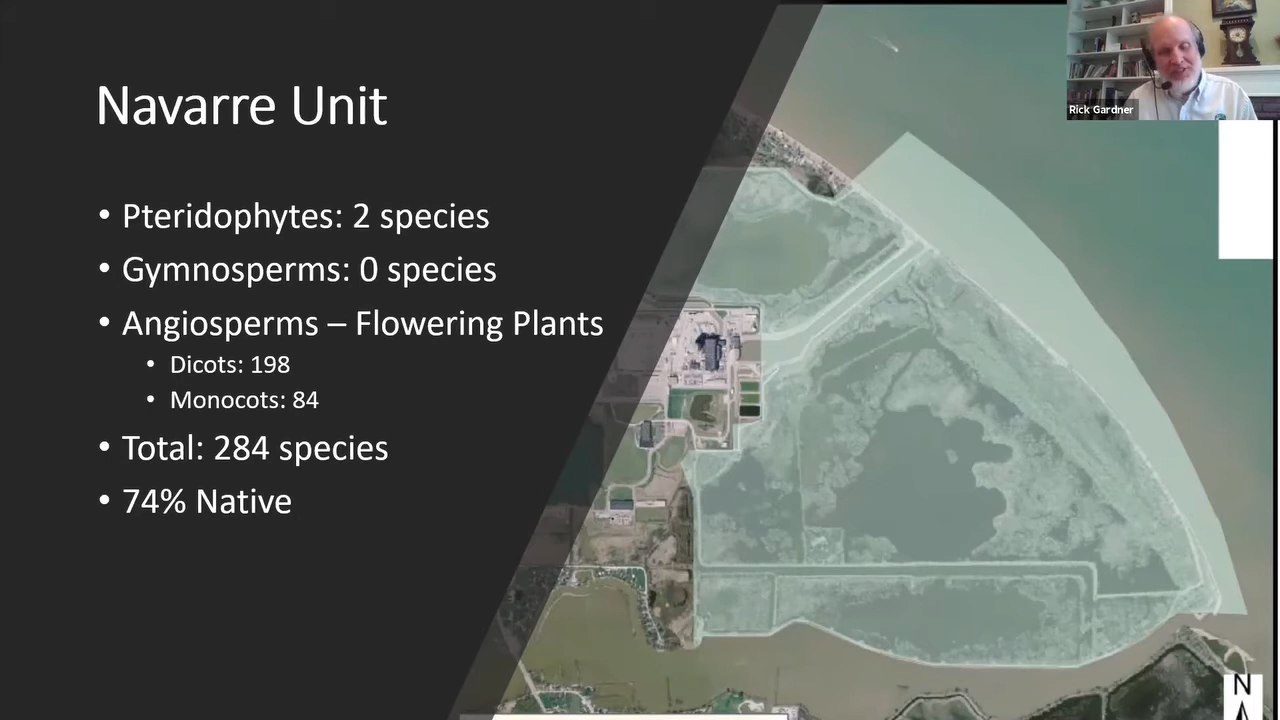 Navarre Unit
Rick Gardner
• Pteridophytes: 2 species
• Gymnosperms: 0 species
• Angiosperms – Flowering Plants
• Dicots: 198
• Monocots: 84
• Total: 284 species
• 74% Native
N